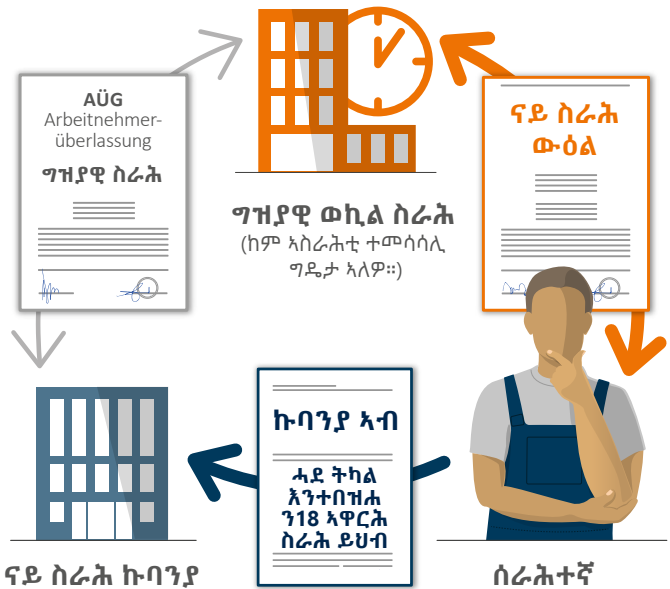 AÜG
Arbeitnehmer-
überlassung
ግዝያዊ ስራሕ
ናይ ስራሕ
ውዕል
ግዝያዊ ወኪል ስራሕ
(ከም ኣስራሕቲ ተመሳሳሊ
ግዴታ ኣለዎ።)
ኩባንያ ኣብ
ሓደ ትካል
እንተበዝሐ
ን18 ኣዋርሕ
ስራሕ ይህብ
ናይ ስራሕ ኩባንያ
ሰራሕተኛ